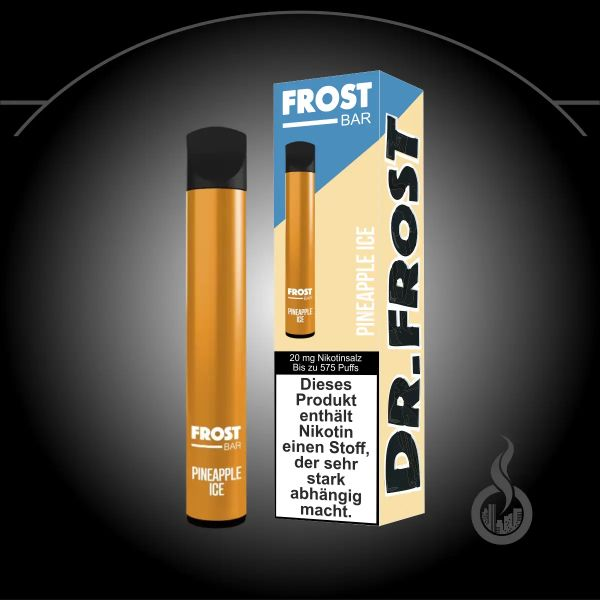 FROST
BAR
PINEAPPLE
ICE
FROST
BAR
FROST
BAR
PINEAPPLE
ICE
PINEAPPLE ICE
DR.FROST
20 mg Nikotinsalz
Bis zu 575 Puffs
Dieses
Produkt
enthält
Nikotin
einen Stoff,
der sehr
stark
abhängig
macht.